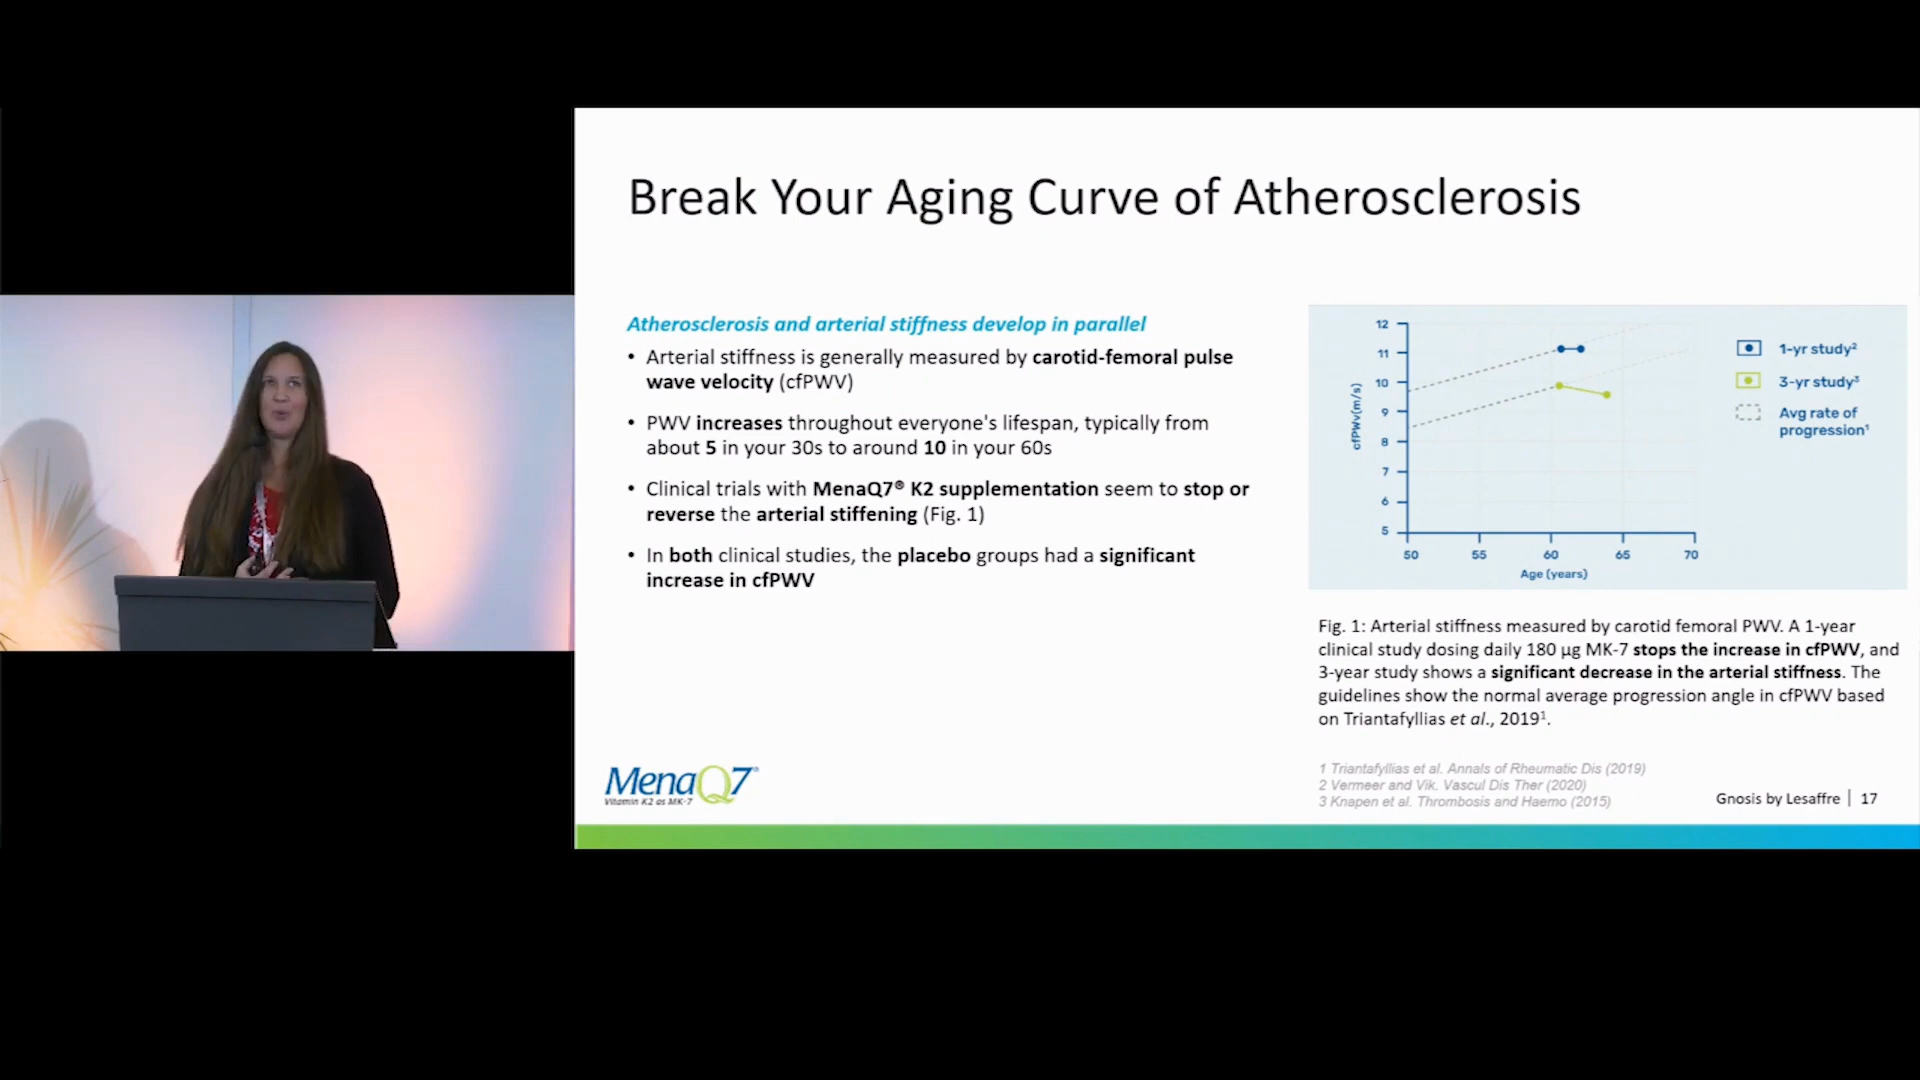 Break Your Aging Curve of Atherosclerosis
Atherosclerosis and arterial stiffness develop in parallel
• Arterial stiffness is generally measured by carotid-femoral pulse
wave velocity (cfPWV)
• PWV increases throughout everyone's lifespan, typically from
about 5 in your 30s to around 10 in your 60s
• Clinical trials with MenaQ7® K2 supplementation seem to stop or
reverse the arterial stiffening (Fig. 1)
• In both clinical studies, the placebo groups had a significant
increase in cfPWV
cfPWv(m/s)
12
11
10
9
8
7
6
5
50 55 60 65 70
Age (years)
1-yr study²
3-yr study³
Avg rate of
progression¹
Fig. 1: Arterial stiffness measured by carotid femoral PWV. A 1-year
clinical study dosing daily 180 µg MK-7 stops the increase in cfPWV, and
3-year study shows a significant decrease in the arterial stiffness. The
guidelines show the normal average progression angle in cfPWV based
on Triantafyllias et al., 2019¹.
1 Triantafyllias et al. Annals of Rheumatic Dis (2019)
2 Vermeer and Vik. Vascul Dis Ther (2020)
3 Knapen et al. Thrombosis and Haemo (2015)
MenaQ7®
Vitamin K2 as MK-7
Gnosis by Lesaffre | 17